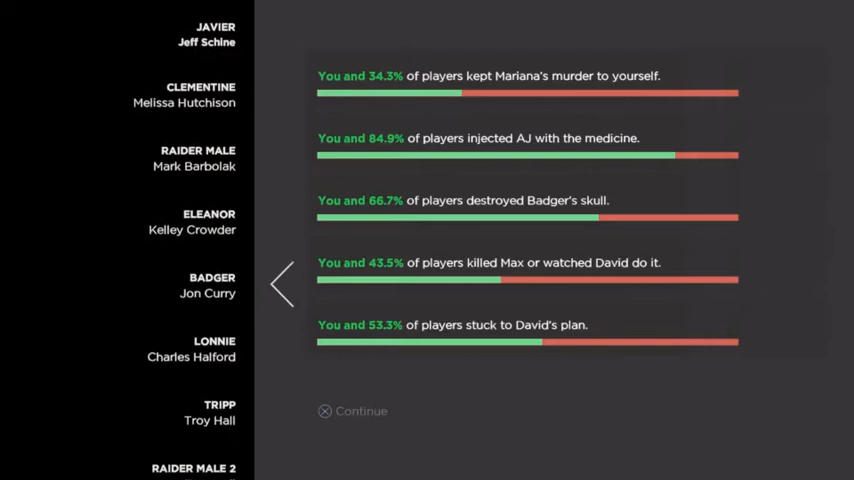 JAVIER
Jeff Schine
CLEMENTINE
Melissa Hutchison
RAIDER MALE
Mark Barbolak
ELEANOR
Kelley Crowder
BADGER
Jon Curry
LONNIE
Charles Halford
TRIPP
Troy Hall
RAIDER MALE 2
You and 34.3% of players kept Mariana's murder to yourself.
You and 84.9% of players injected AJ with the medicine.
You and 66.7% of players destroyed Badger's skull.
You and 43.5% of players killed Max or watched David do it.
You and 53.3% of players stuck to David's plan.
Continue